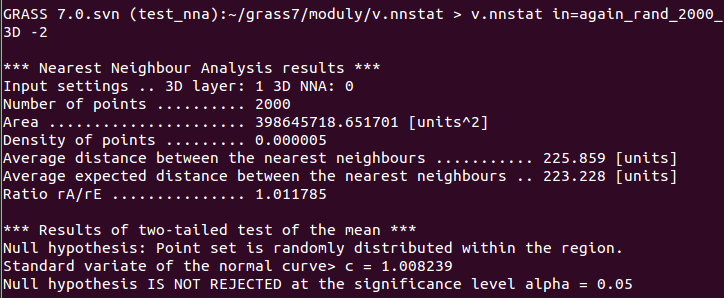 GRASS 7.0.svn (test_nna):~/grass7/moduly/v.nnstat > v.nnstat in=again_rand_2000_
3D -2
*** Nearest Neighbour Analysis results ***
Input settings .. 3D layer: 1 3D NNA: 0
Number of points .......... 2000
Area ...................... 398645718.651701 [units^2]
Density of points ......... 0.000005
Average distance between the nearest neighbours ........... 225.859 [units]
Average expected distance between the nearest neighbours .. 223.228 [units]
Ratio rA/rE ............... 1.011785
*** Results of two-tailed test of the mean ***
Null hypothesis: Point set is randomly distributed within the region.
Standard variate of the normal curve> c = 1.008239
Null hypothesis IS NOT REJECTED at the significance level alpha = 0.05